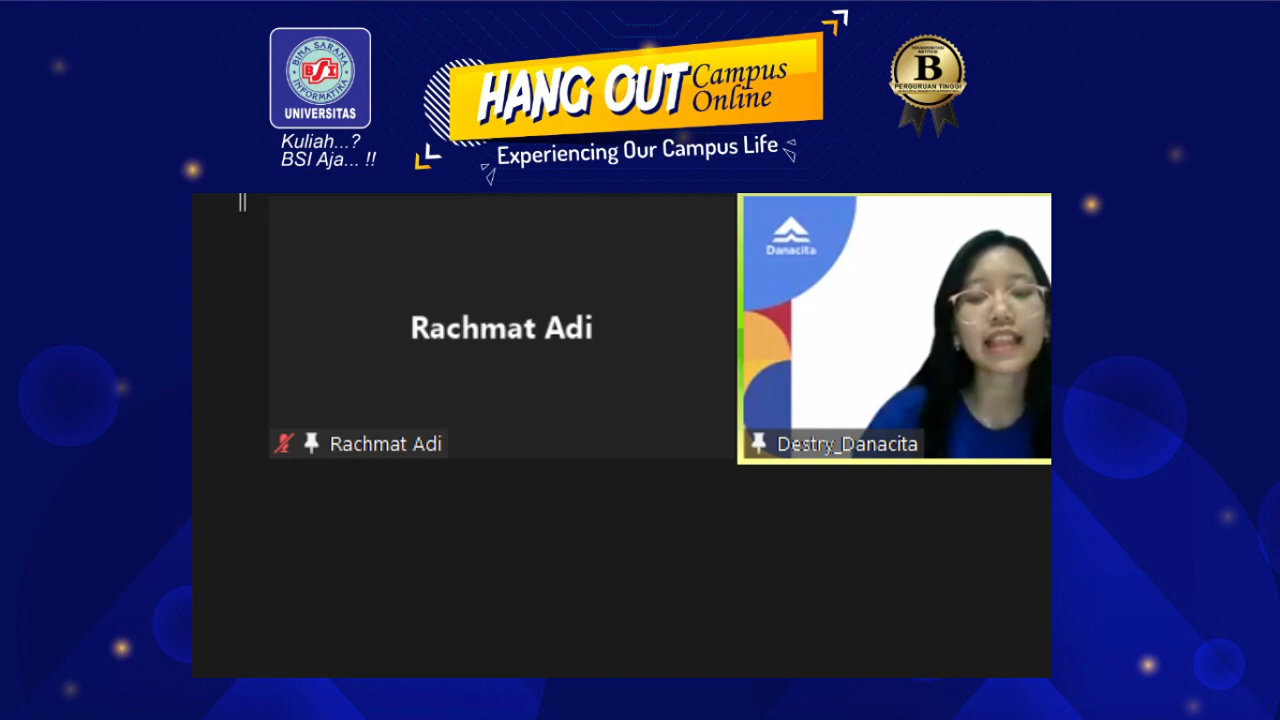 BINA SARANA
BSI
INFORMATIKA
UNIVERSITAS
Kuliah...?
BSI Aja... !!
HANG OUT Campus
Online
Experiencing Our Campus Life
B
PERGURUAN TINGGI
Danacita
Rachmat Adi
Rachmat Adi
Destry_Danacita